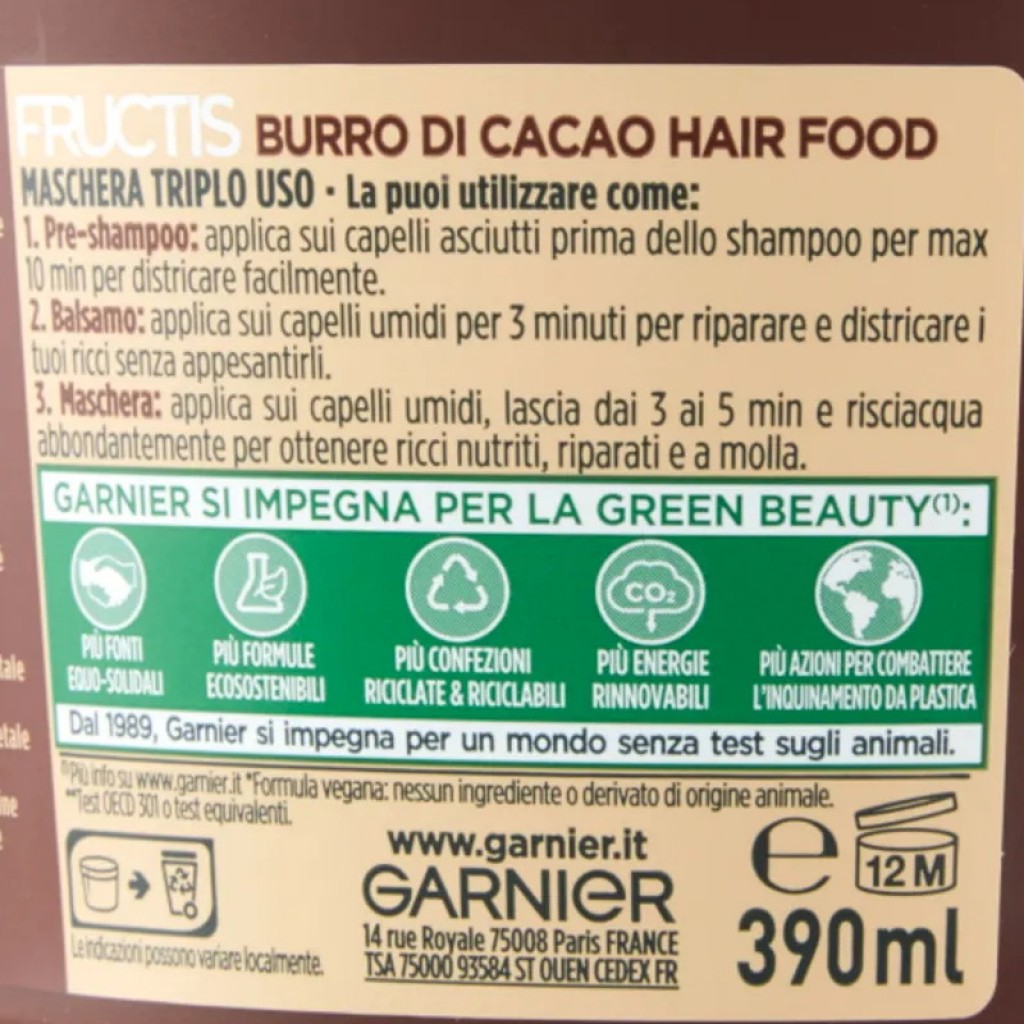 FRUCTIS BURRO DI CACAO HAIR FOOD
MASCHERA TRIPLO USO · La puoi utilizzare come:
1. Pre-shampoo: applica sui capelli asciutti prima dello shampoo per max
10 min per districare facilmente.
2. Balsamo: applica sui capelli umidi per 3 minuti per riparare e districare i
tuoi ricci senza appesantirli.
3. Maschera: applica sui capelli umidi, lascia dai 3 ai 5 min e risciacqua
abbondantemente per ottenere ricci nutriti, riparati e a molla.
GARNIER SI IMPEGNA PER LA GREEN BEAUTY(1):
PIÙ FONTI
EQUO-SOLIDALI
PIÙ FORMULE
ECOSOSTENIBILI
PIÙ CONFEZIONI
RICICLATE & RICICLABILI
CO₂
PIÙ ENERGIE
RINNOVABILI
PIÙ AZIONI PER COMBATTERE
L'INQUINAMENTO DA PLASTICA
Dal 1989, Garnier si impegna per un mondo senza test sugli animali.
(1)Più info su www.garnier.it *Formula vegana: nessun ingrediente o derivato di origine animale.
**Test OECD 301 o test equivalenti.
Le indicazioni possono variare localmente.
www.garnier.it
GARNIER
14 rue Royale 75008 Paris FRANCE
TSA 75000 93584 ST OUEN CEDEX FR
e
12 M
390ml